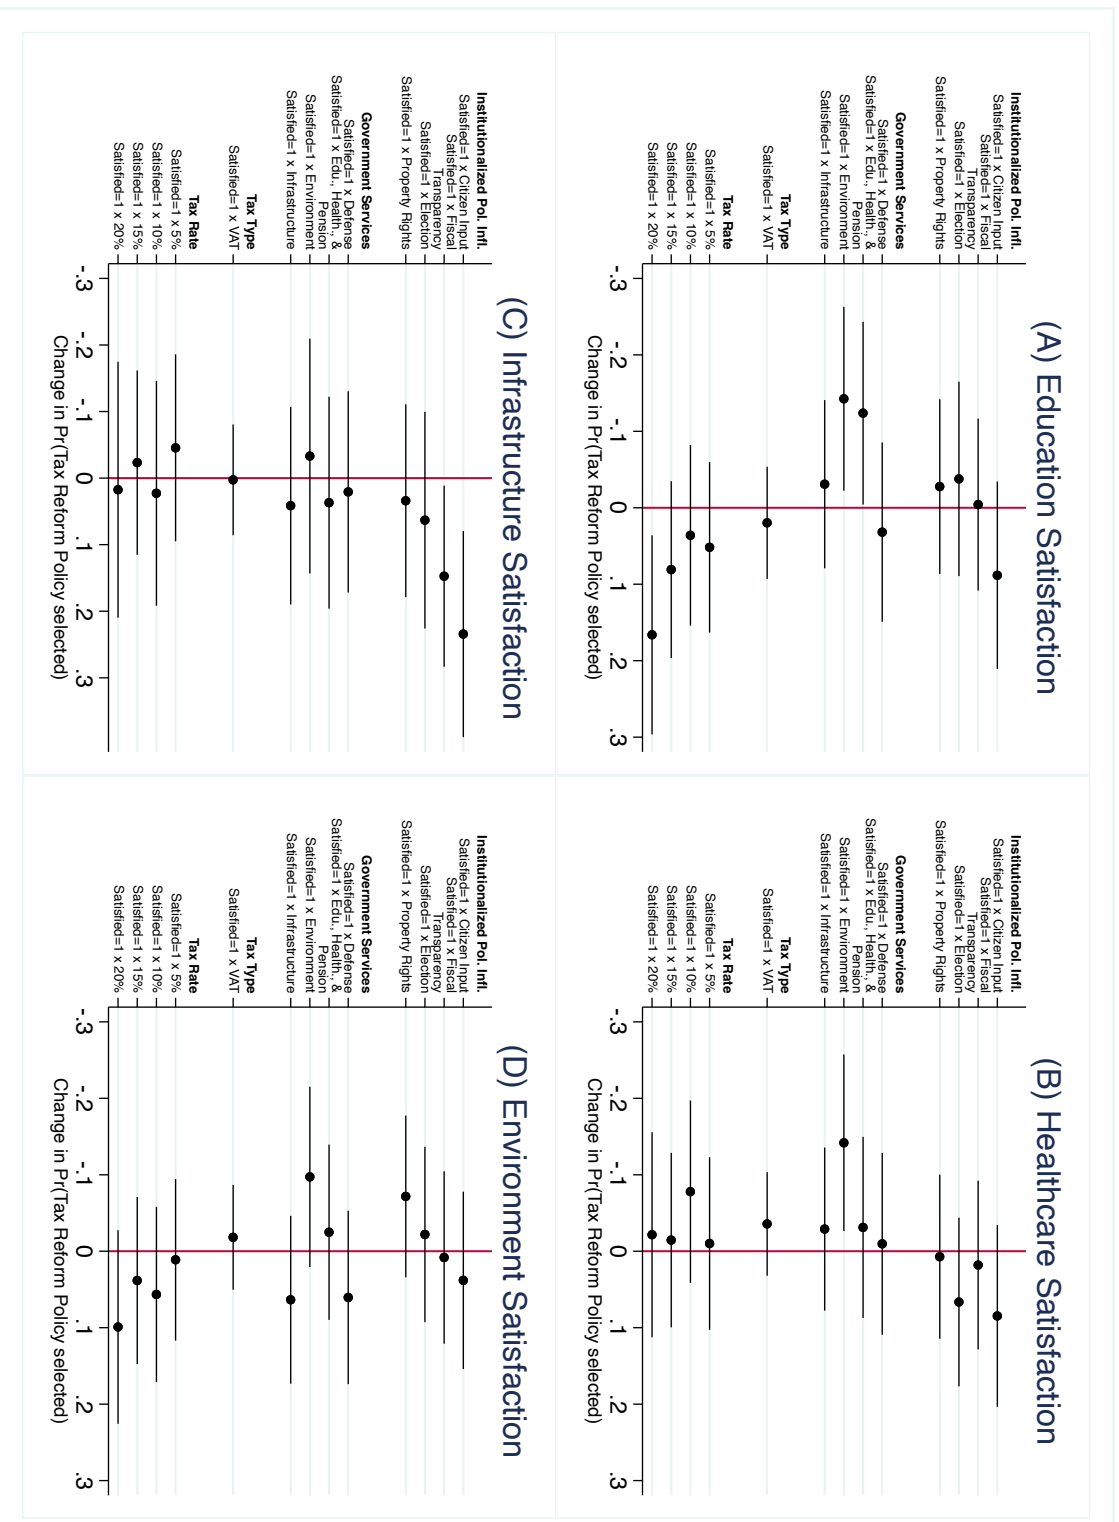 (A) Education Satisfaction
Institutionalized Pol. Infl.
Satisfied=1 x Citizen Input
Satisfied=1 x Fiscal
Transparency
Satisfied=1 x Election
Satisfied=1 x Property Rights
Government Services
Satisfied=1 x Defense
Satisfied=1 x Edu., Health., &
Pension
Satisfied=1 x Environment
Satisfied=1 x Infrastructure
Tax Type
Satisfied=1 x VAT
Tax Rate
Satisfied=1 x 5%
Satisfied=1 x 10%
Satisfied=1 x 15%
Satisfied=1 x 20%
-.3 -.2 -.1 0 .1 .2 .3
Change in Pr(Tax Reform Policy selected)
(B) Healthcare Satisfaction
Institutionalized Pol. Infl.
Satisfied=1 x Citizen Input
Satisfied=1 x Fiscal
Transparency
Satisfied=1 x Election
Satisfied=1 x Property Rights
Government Services
Satisfied=1 x Defense
Satisfied=1 x Edu., Health., &
Pension
Satisfied=1 x Environment
Satisfied=1 x Infrastructure
Tax Type
Satisfied=1 x VAT
Tax Rate
Satisfied=1 x 5%
Satisfied=1 x 10%
Satisfied=1 x 15%
Satisfied=1 x 20%
-.3 -.2 -.1 0 .1 .2 .3
Change in Pr(Tax Reform Policy selected)
(C) Infrastructure Satisfaction
Institutionalized Pol. Infl.
Satisfied=1 x Citizen Input
Satisfied=1 x Fiscal
Transparency
Satisfied=1 x Election
Satisfied=1 x Property Rights
Government Services
Satisfied=1 x Defense
Satisfied=1 x Edu., Health., &
Pension
Satisfied=1 x Environment
Satisfied=1 x Infrastructure
Tax Type
Satisfied=1 x VAT
Tax Rate
Satisfied=1 x 5%
Satisfied=1 x 10%
Satisfied=1 x 15%
Satisfied=1 x 20%
-.3 -.2 -.1 0 .1 .2 .3
Change in Pr(Tax Reform Policy selected)
(D) Environment Satisfaction
Institutionalized Pol. Infl.
Satisfied=1 x Citizen Input
Satisfied=1 x Fiscal
Transparency
Satisfied=1 x Election
Satisfied=1 x Property Rights
Government Services
Satisfied=1 x Defense
Satisfied=1 x Edu., Health., &
Pension
Satisfied=1 x Environment
Satisfied=1 x Infrastructure
Tax Type
Satisfied=1 x VAT
Tax Rate
Satisfied=1 x 5%
Satisfied=1 x 10%
Satisfied=1 x 15%
Satisfied=1 x 20%
-.3 -.2 -.1 0 .1 .2 .3
Change in Pr(Tax Reform Policy selected)